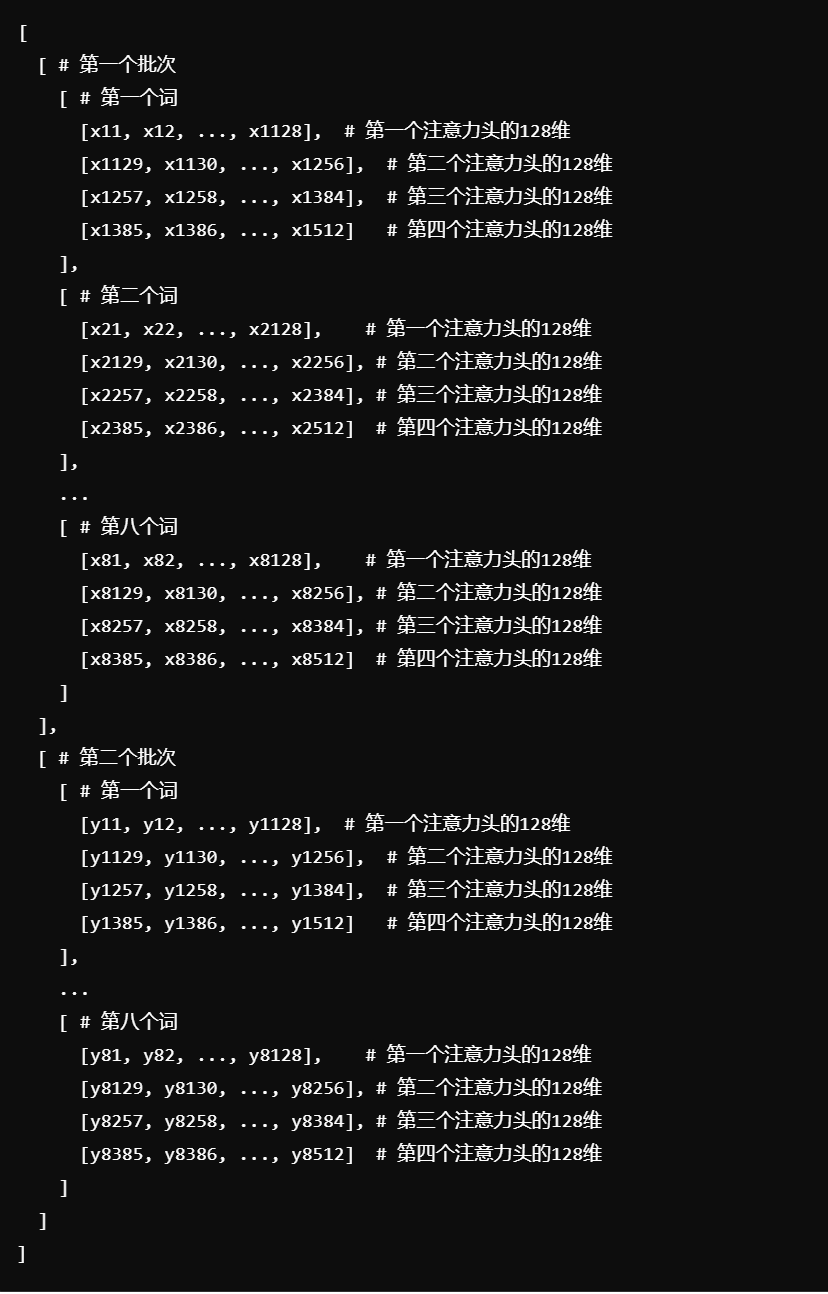 [
  [ # 第一个批次
    [ # 第一个词
      [x11, x12, ..., x1128],  # 第一个注意力头的128维
      [x1129, x1130, ..., x1256],  # 第二个注意力头的128维
      [x1257, x1258, ..., x1384],  # 第三个注意力头的128维
      [x1385, x1386, ..., x1512]   # 第四个注意力头的128维
    ],
    [ # 第二个词
      [x21, x22, ..., x2128],    # 第一个注意力头的128维
      [x2129, x2130, ..., x2256], # 第二个注意力头的128维
      [x2257, x2258, ..., x2384], # 第三个注意力头的128维
      [x2385, x2386, ..., x2512]  # 第四个注意力头的128维
    ],
    ...
    [ # 第八个词
      [x81, x82, ..., x8128],    # 第一个注意力头的128维
      [x8129, x8130, ..., x8256], # 第二个注意力头的128维
      [x8257, x8258, ..., x8384], # 第三个注意力头的128维
      [x8385, x8386, ..., x8512]  # 第四个注意力头的128维
    ]
  ],
  [ # 第二个批次
    [ # 第一个词
      [y11, y12, ..., y1128],  # 第一个注意力头的128维
      [y1129, y1130, ..., y1256],  # 第二个注意力头的128维
      [y1257, y1258, ..., y1384],  # 第三个注意力头的128维
      [y1385, y1386, ..., y1512]   # 第四个注意力头的128维
    ],
    ...
    [ # 第八个词
      [y81, y82, ..., y8128],    # 第一个注意力头的128维
      [y8129, y8130, ..., y8256], # 第二个注意力头的128维
      [y8257, y8258, ..., y8384], # 第三个注意力头的128维
      [y8385, y8386, ..., y8512]  # 第四个注意力头的128维
    ]
  ]
]